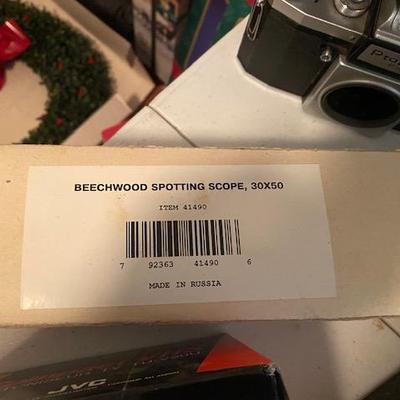 BEECHWOOD SPOTTING SCOPE, 30X50
ITEM 41490
7 92363 41490 6
MADE IN RUSSIA
JVC